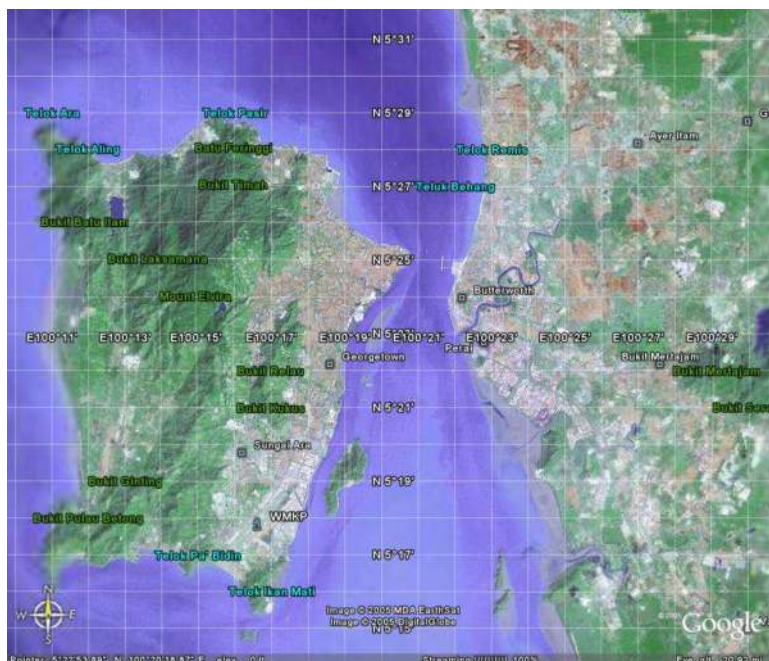 N 5°31'
Telok Ara
Telok Pasir
N 5°29'
G
Ayer Itam
Telok Aling
Batu Feringgi
Telok Remis
Bukit Timah
N 5°27'
Teluk Behang
Bukit Batu Itam
Bukit Laksamana
N 5°25'
Mount Elvira
Butterworth
E100°11'
E100°13'
E100°15'
E100°17'
E100°19'
E100°21'
E100°23'
E100°25'
E100°27'
E100°29'
Georgetown
Perai
Bukit Mertajam
Bukit Relau
Bukit Mertajam
Bukit Kukus
N 5°21'
Sungai Ara
Bukit Ginting
N 5°19'
Bukit Pulau Betong
WMKP
Telok Pa' Bidin
N 5°17'
Telok Ikan Mati
N
W E
S
Image © 2005 MDA EarthSat
Image © 2005 DigitalGlobe
Google